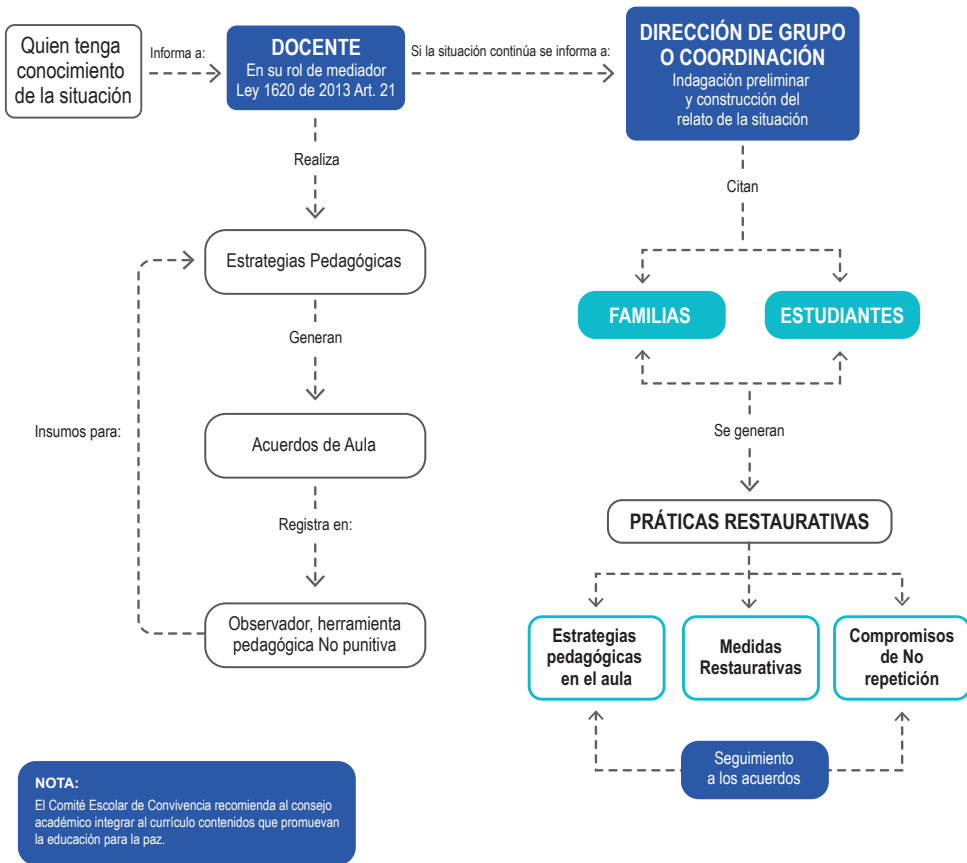 Quien tenga
conocimiento
de la situación
Informa a:
DOCENTE
En su rol de mediador
Ley 1620 de 2013 Art. 21
Si la situación continúa se informa a:
DIRECCIÓN DE GRUPO
O COORDINACIÓN
Indagación preliminar
y construcción del
relato de la situación
Realiza
Citan
Estrategias Pedagógicas
FAMILIAS
ESTUDIANTES
Generan
Insumos para:
Acuerdos de Aula
Se generan
Registra en:
PRÁTICAS RESTAURATIVAS
Observador, herramienta
pedagógica No punitiva
Estrategias
pedagógicas
en el aula
Medidas
Restaurativas
Compromisos
de No
repetición
Seguimiento
a los acuerdos
NOTA:
El Comité Escolar de Convivencia recomienda al consejo
académico integrar al currículo contenidos que promuevan
la educación para la paz.